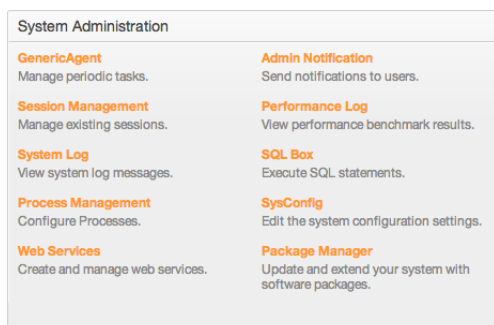 System Administration
GenericAgent
Manage periodic tasks.
Session Management
Manage existing sessions.
System Log
View system log messages.
Process Management
Configure Processes.
Web Services
Create and manage web services.
Admin Notification
Send notifications to users.
Performance Log
View performance benchmark results.
SQL Box
Execute SQL statements.
SysConfig
Edit the system configuration settings.
Package Manager
Update and extend your system with
software packages.